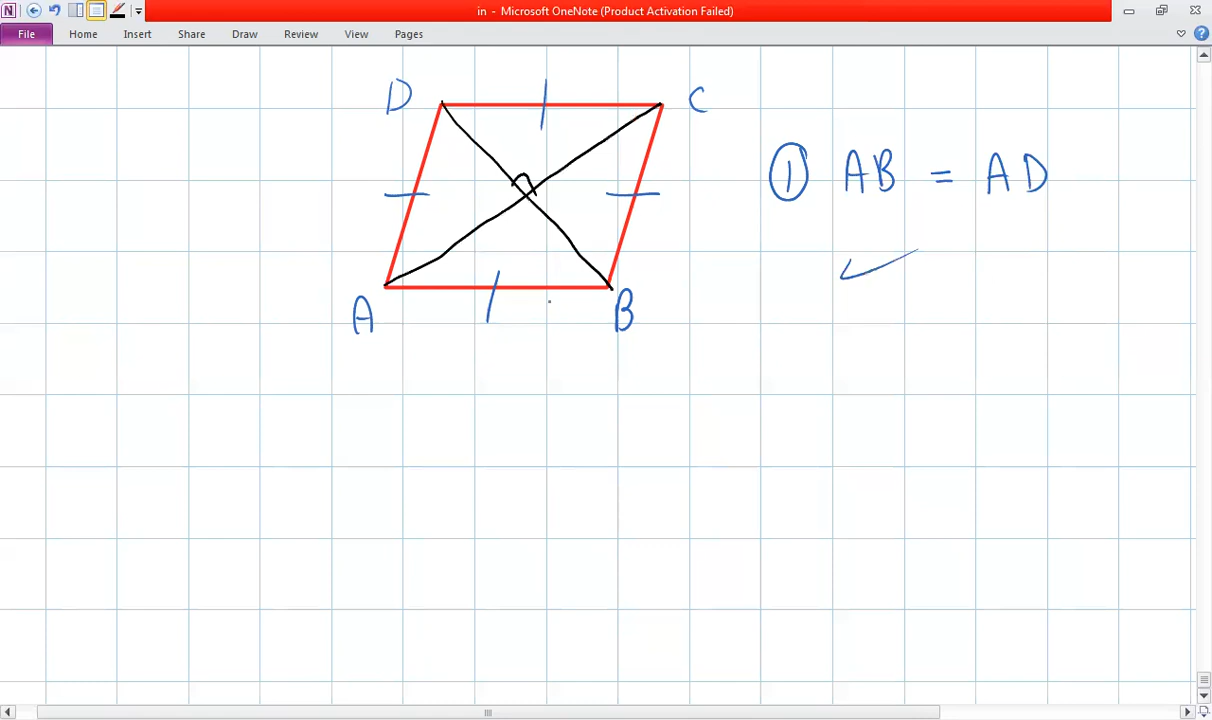 in - Microsoft OneNote (Product Activation Failed)
File Home Insert Share Draw Review View Pages
D C
A B
① AB = AD